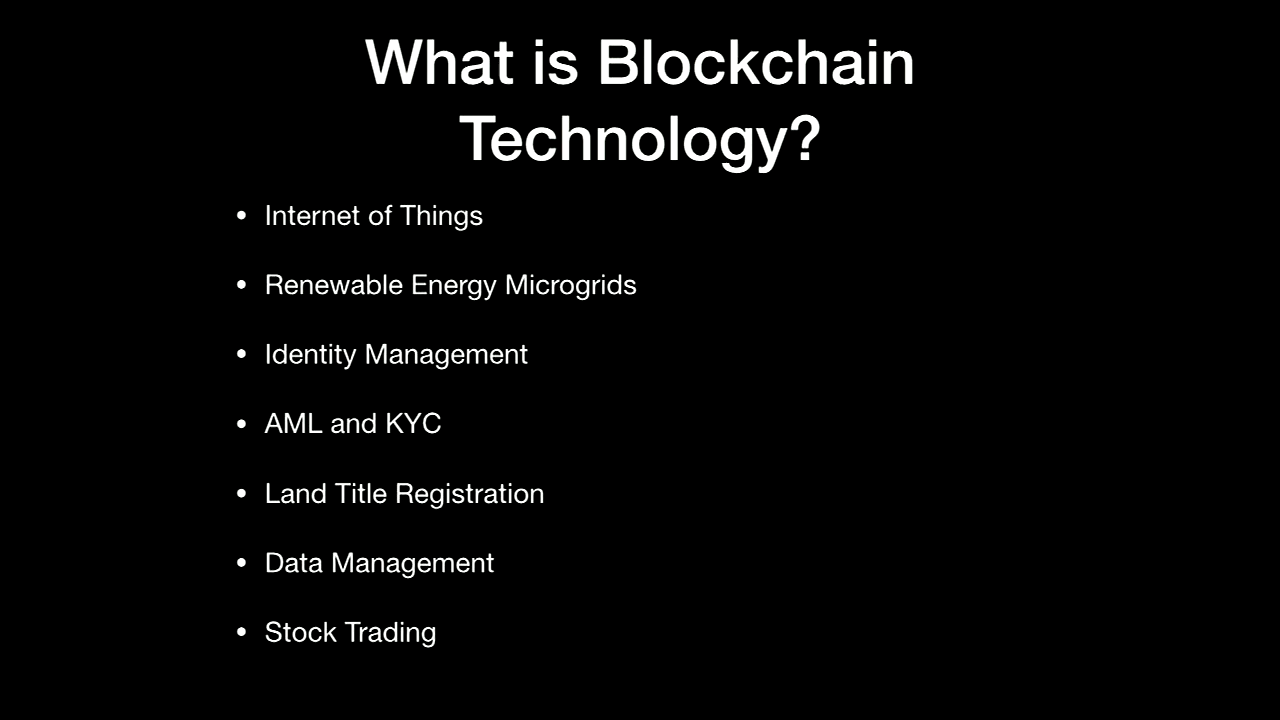 What is Blockchain
Technology?
• Internet of Things
• Renewable Energy Microgrids
• Identity Management
• AML and KYC
• Land Title Registration
• Data Management
• Stock Trading